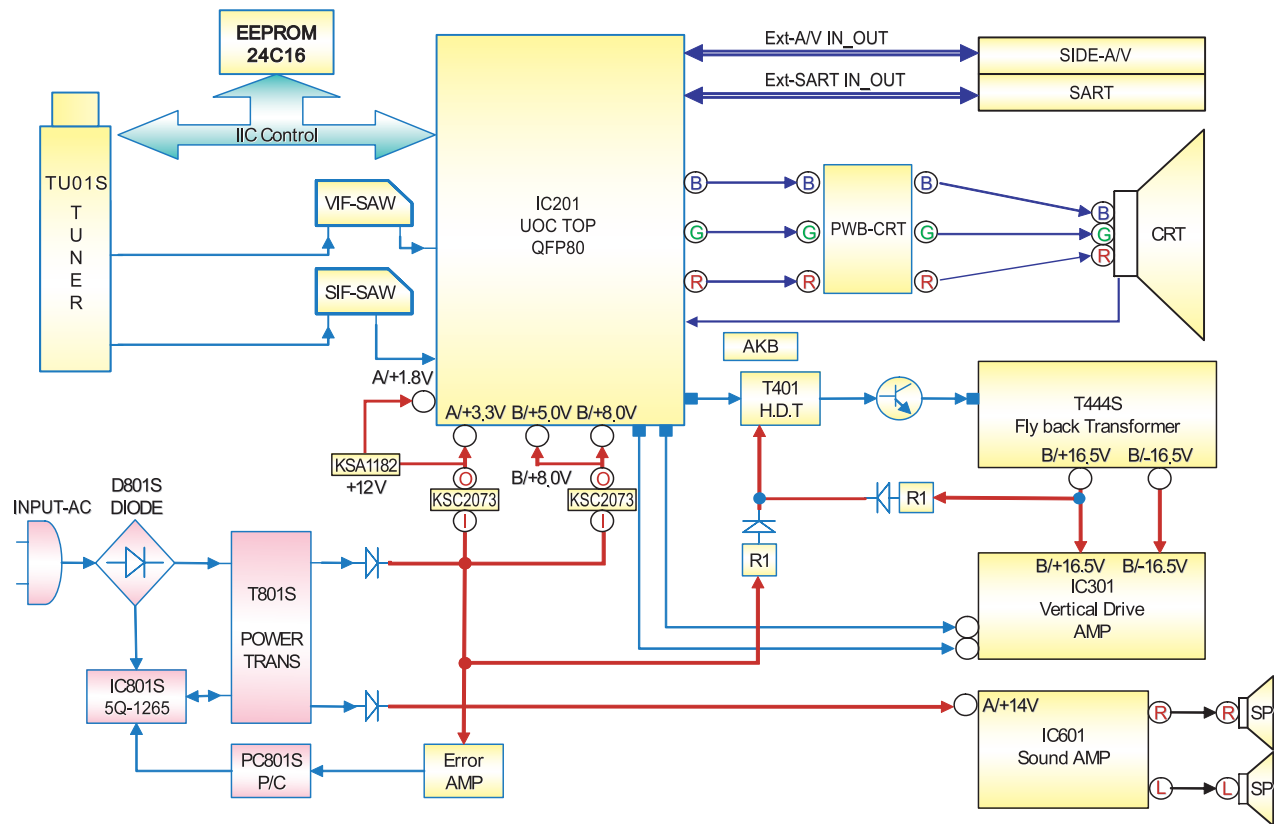 EEPROM
24C16
IIC Control
TU01S
TUNER
VIF-SAW
SIF-SAW
IC201
UOC TOP
QFP80
Ext-A/V IN_OUT
SIDE-A/V
Ext-SART IN_OUT
SART
B
B
B
B
G
G
G
G
R
R
R
R
PWB-CRT
CRT
AKB
T401
H.D.T
T444S
Fly back Transformer
B/+16.5V
B/-16.5V
A/+1.8V
A/+3.3V
B/+5.0V
B/+8.0V
KSA1182
+12V
B/+8.0V
O
O
KSC2073
KSC2073
I
I
R1
R1
B/+16.5V
B/-16.5V
IC301
Vertical Drive
AMP
INPUT-AC
D801S
DIODE
T801S
POWER
TRANS
IC801S
5Q-1265
PC801S
P/C
Error
AMP
A/+14V
IC601
Sound AMP
R
R
SP
L
L
SP